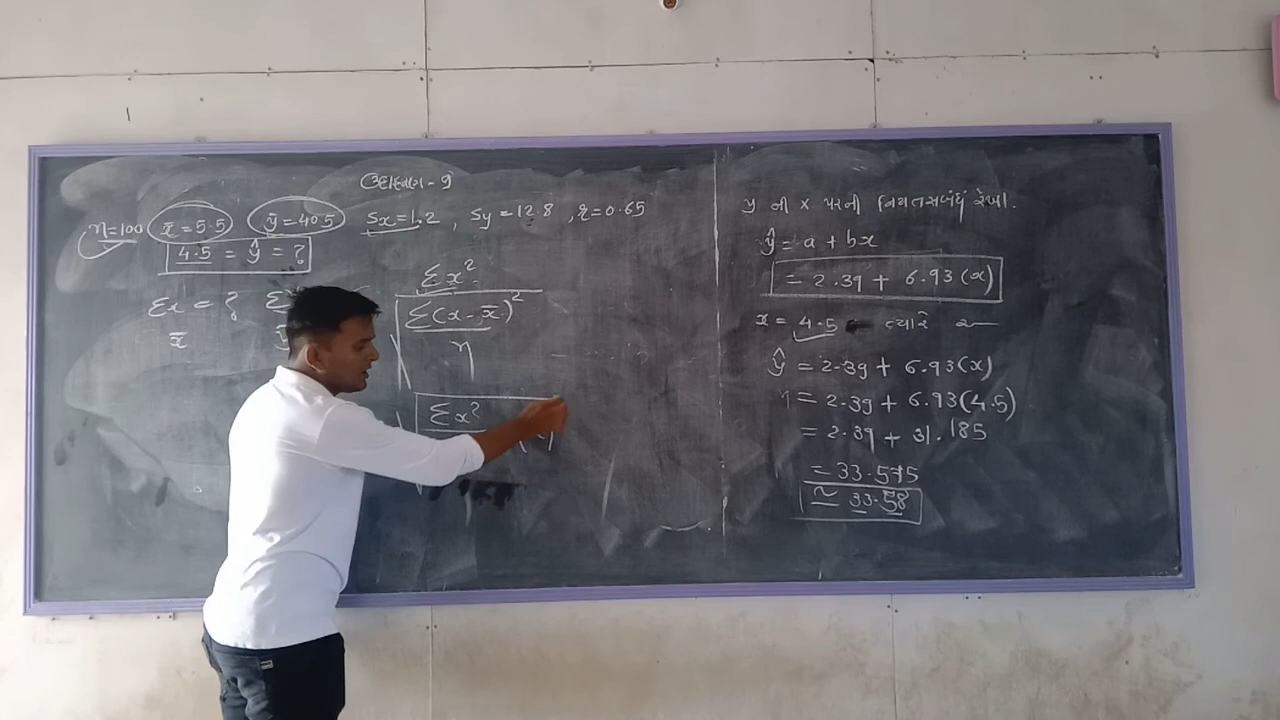 ઉદાહરણ - 9
n=100 x̄=5.5 ȳ=40.5 Sx=1.2 , Sy=12.8 , r=0.65
4.5 = ŷ = ?
Σx = ? Σ
x̄ ȳ
Σx²
Σ(x-x̄)²
n
Σx²
y ની x પરની નિયતસબંધ રેખા.
ŷ = a + bx
= 2.39 + 6.93(x)
x = 4.5 ત્યારે
ŷ = 2.39 + 6.93(x)
= 2.39 + 6.93(4.5)
= 2.39 + 31.185
= 33.575
≃ 33.58